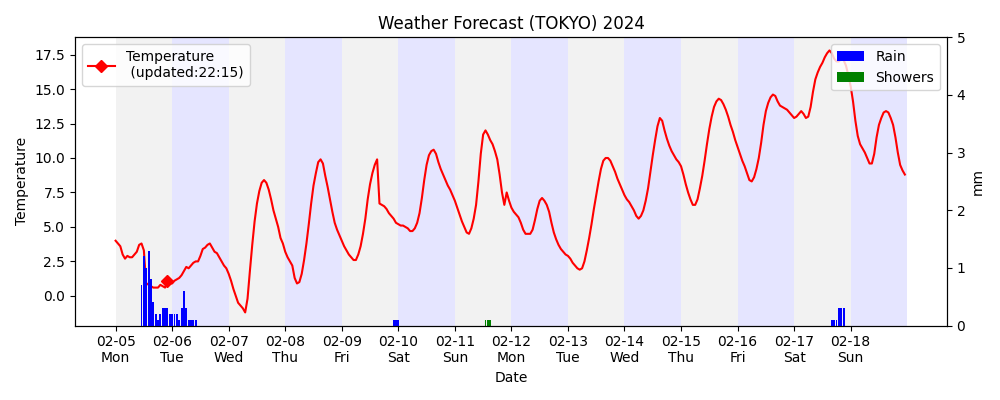 Weather Forecast (TOKYO) 2024
Temperature
(updated:22:15)
Rain
Showers
Temperature
17.5
15.0
12.5
10.0
7.5
5.0
2.5
0.0
5
4
3
2
1
0
mm
02-05 02-06 02-07 02-08 02-09 02-10 02-11 02-12 02-13 02-14 02-15 02-16 02-17 02-18
Mon Tue Wed Thu Fri Sat Sun Mon Tue Wed Thu Fri Sat Sun
Date